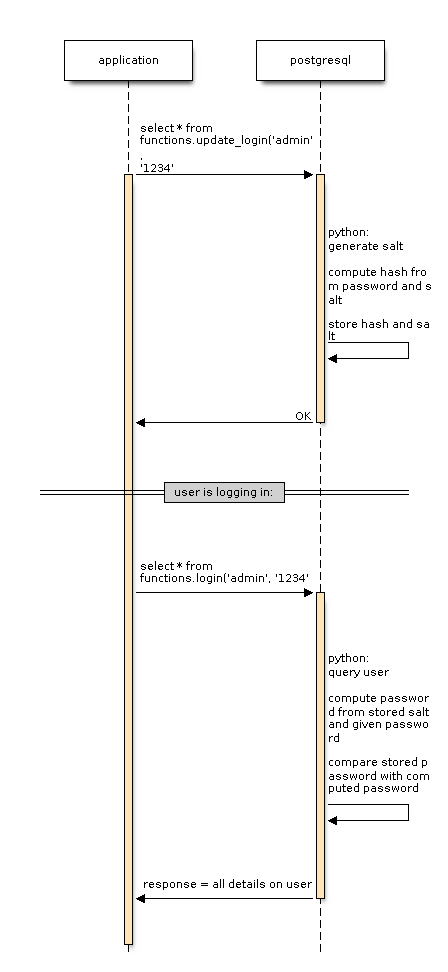 application
postgresql
select * from
functions.update_login('admin'
,
'1234'
python:
generate salt
compute hash fro
m password and s
alt
store hash and sa
lt
OK
user is logging in:
select * from
functions.login('admin', '1234'
python:
query user
compute passwor
d from stored salt
and given passwo
rd
compare stored p
assword with com
puted password
response = all details on user